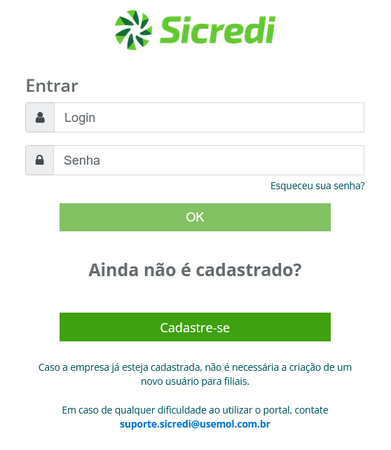 Sicredi
Entrar
Login
Senha
Esqueceu sua senha?
OK
Ainda não é cadastrado?
Cadastre-se
Caso a empresa já esteja cadastrada, não é necessária a criação de um
novo usuário para filiais.
Em caso de qualquer dificuldade ao utilizar o portal, contate
suporte.sicredi@usemol.com.br